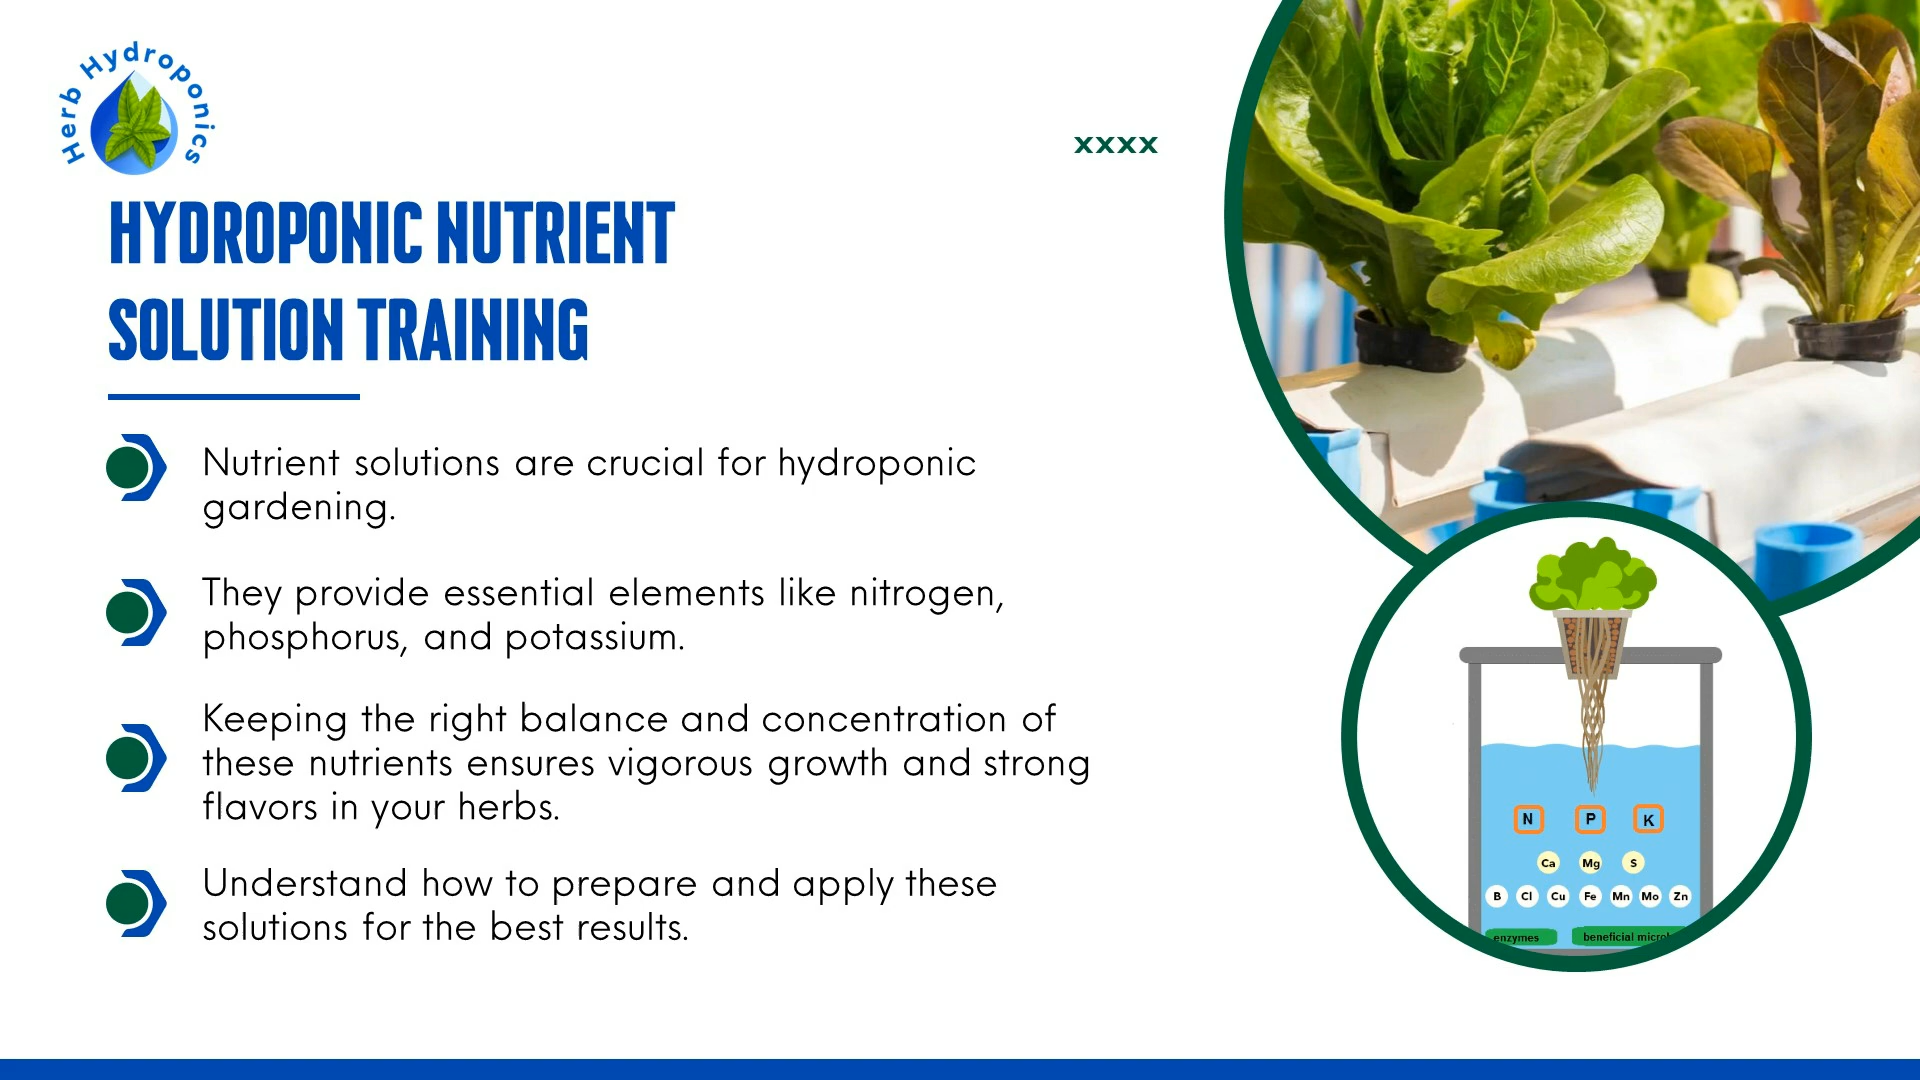 Herb Hydroponics
xxxx
HYDROPONIC NUTRIENT
SOLUTION TRAINING
Nutrient solutions are crucial for hydroponic
gardening.
They provide essential elements like nitrogen,
phosphorus, and potassium.
Keeping the right balance and concentration of
these nutrients ensures vigorous growth and strong
flavors in your herbs.
Understand how to prepare and apply these
solutions for the best results.
N P K
Ca Mg S
B Cl Cu Fe Mn Mo Zn
enzymes beneficial